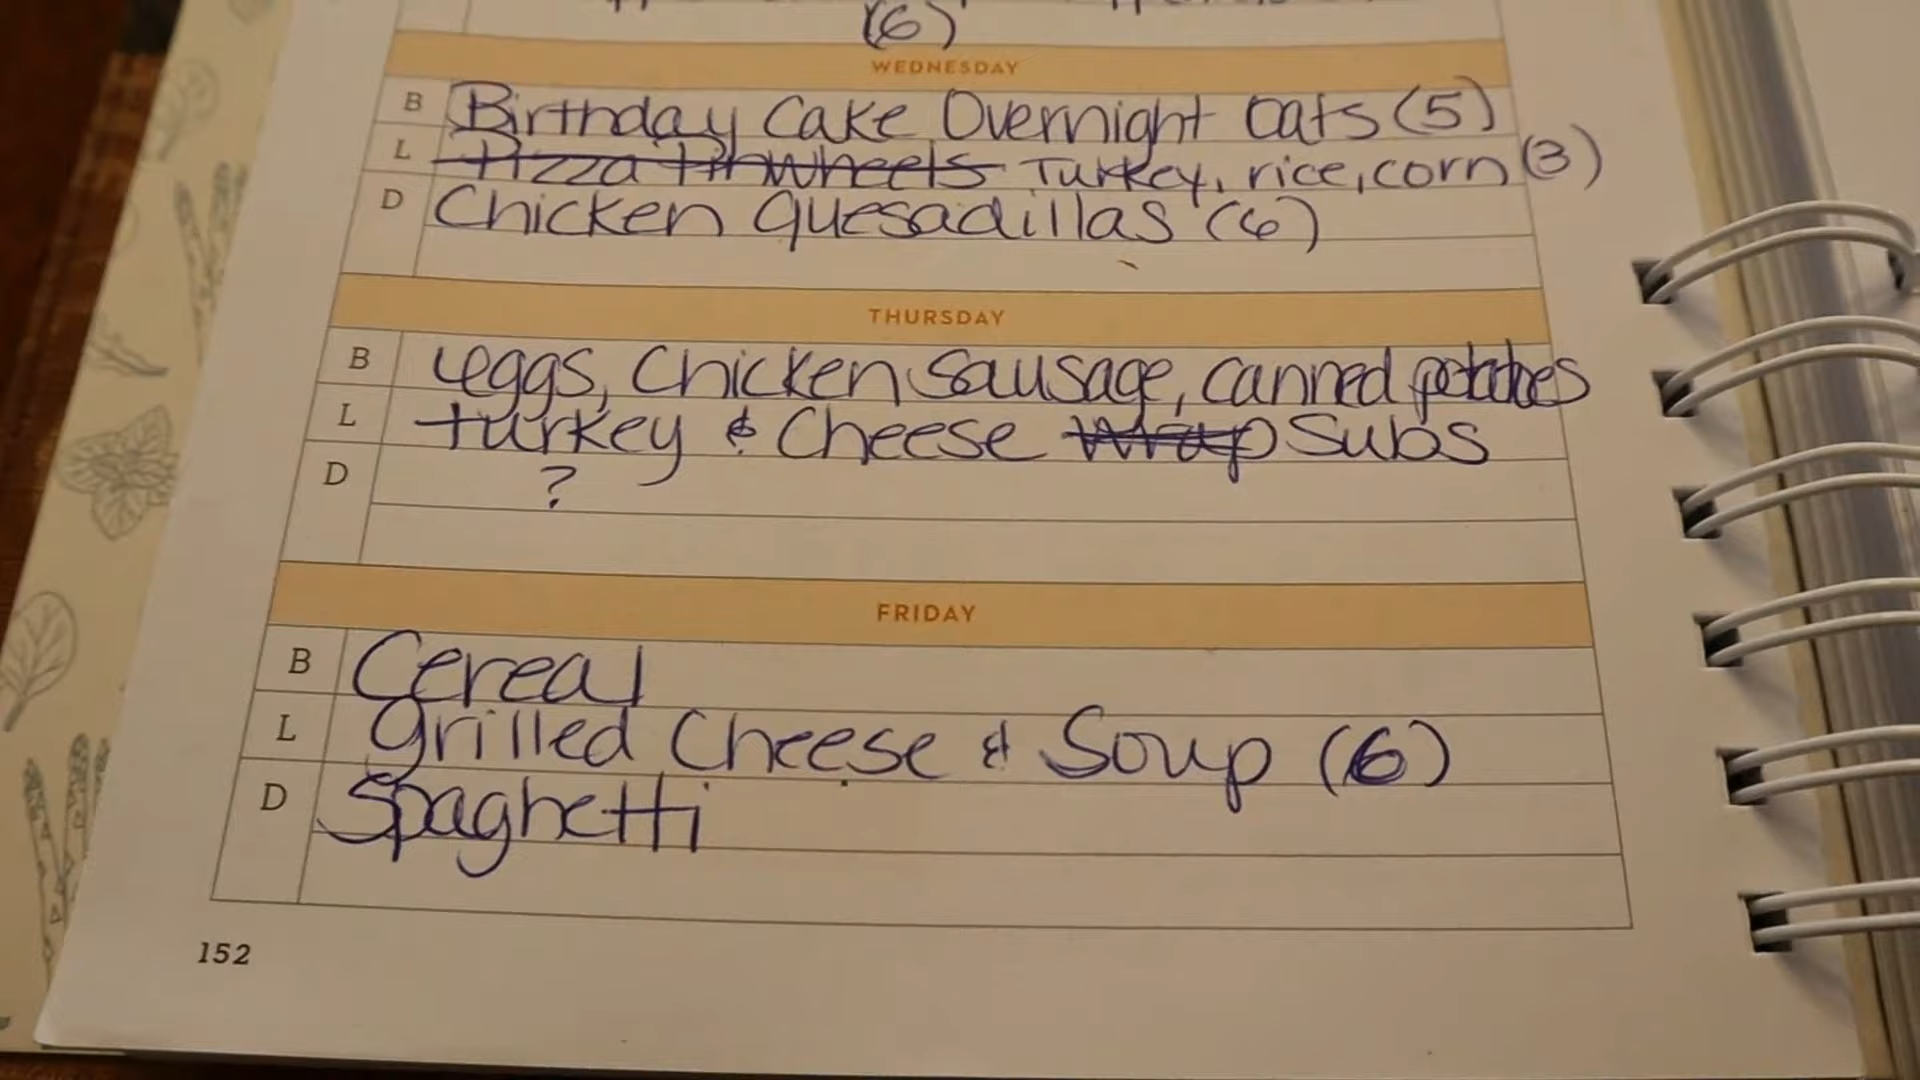 (6)
WEDNESDAY
B Birthday Cake Overnight Oats (5)
L Pizza Pinwheels Turkey, rice, corn (3)
D Chicken quesadillas (6)
THURSDAY
B eggs, Chicken Sausage, canned potatoes
L turkey & Cheese Wrap Subs
D ?
FRIDAY
B Cereal
L grilled Cheese & Soup (6)
D Spaghetti
152